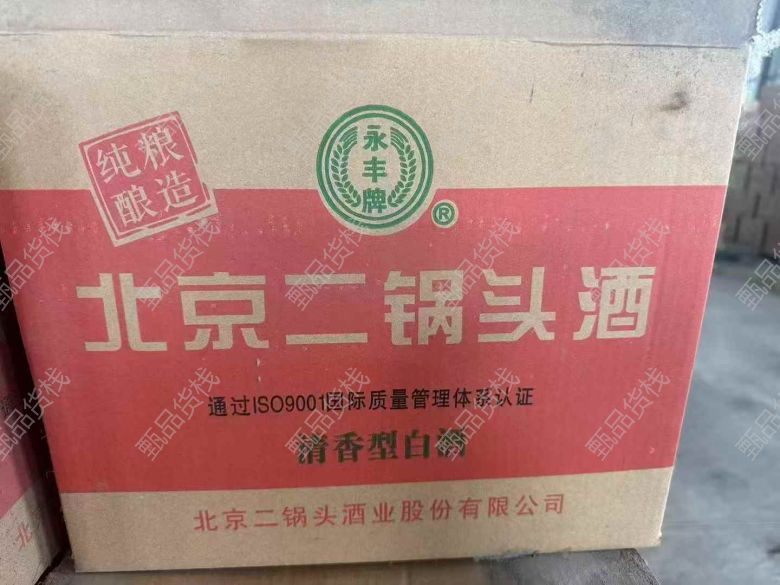 纯粮
酿造
永丰牌
®
北京二锅头酒
通过ISO9001国际质量管理体系认证
清香型白酒
北京二锅头酒业股份有限公司
甄品货栈